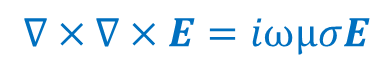 ∇ × ∇ × 𝑬 = 𝑖ωμσ𝑬